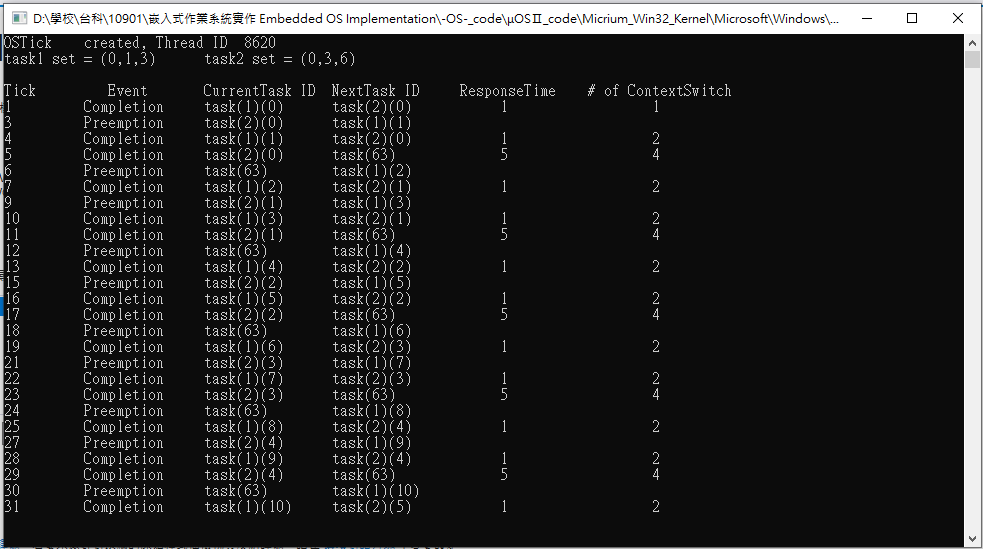 D:\學校\台科\10901\嵌入式作業系統實作 Embedded OS Implementation\-OS-_code\μOSⅡ_code\Micrium_Win32_Kernel\Microsoft\Windows\...
OSTick created, Thread ID 8620
task1 set = (0,1,3) task2 set = (0,3,6)
Tick Event CurrentTask ID NextTask ID ResponseTime # of ContextSwitch
1 Completion task(1)(0) task(2)(0) 1 1
3 Preemption task(2)(0) task(1)(1)
4 Completion task(1)(1) task(2)(0) 1 2
5 Completion task(2)(0) task(63) 5 4
6 Preemption task(63) task(1)(2)
7 Completion task(1)(2) task(2)(1) 1 2
9 Preemption task(2)(1) task(1)(3)
10 Completion task(1)(3) task(2)(1) 1 2
11 Completion task(2)(1) task(63) 5 4
12 Preemption task(63) task(1)(4)
13 Completion task(1)(4) task(2)(2) 1 2
15 Preemption task(2)(2) task(1)(5)
16 Completion task(1)(5) task(2)(2) 1 2
17 Completion task(2)(2) task(63) 5 4
18 Preemption task(63) task(1)(6)
19 Completion task(1)(6) task(2)(3) 1 2
21 Preemption task(2)(3) task(1)(7)
22 Completion task(1)(7) task(2)(3) 1 2
23 Completion task(2)(3) task(63) 5 4
24 Preemption task(63) task(1)(8)
25 Completion task(1)(8) task(2)(4) 1 2
27 Preemption task(2)(4) task(1)(9)
28 Completion task(1)(9) task(2)(4) 1 2
29 Completion task(2)(4) task(63) 5 4
30 Preemption task(63) task(1)(10)
31 Completion task(1)(10) task(2)(5) 1 2